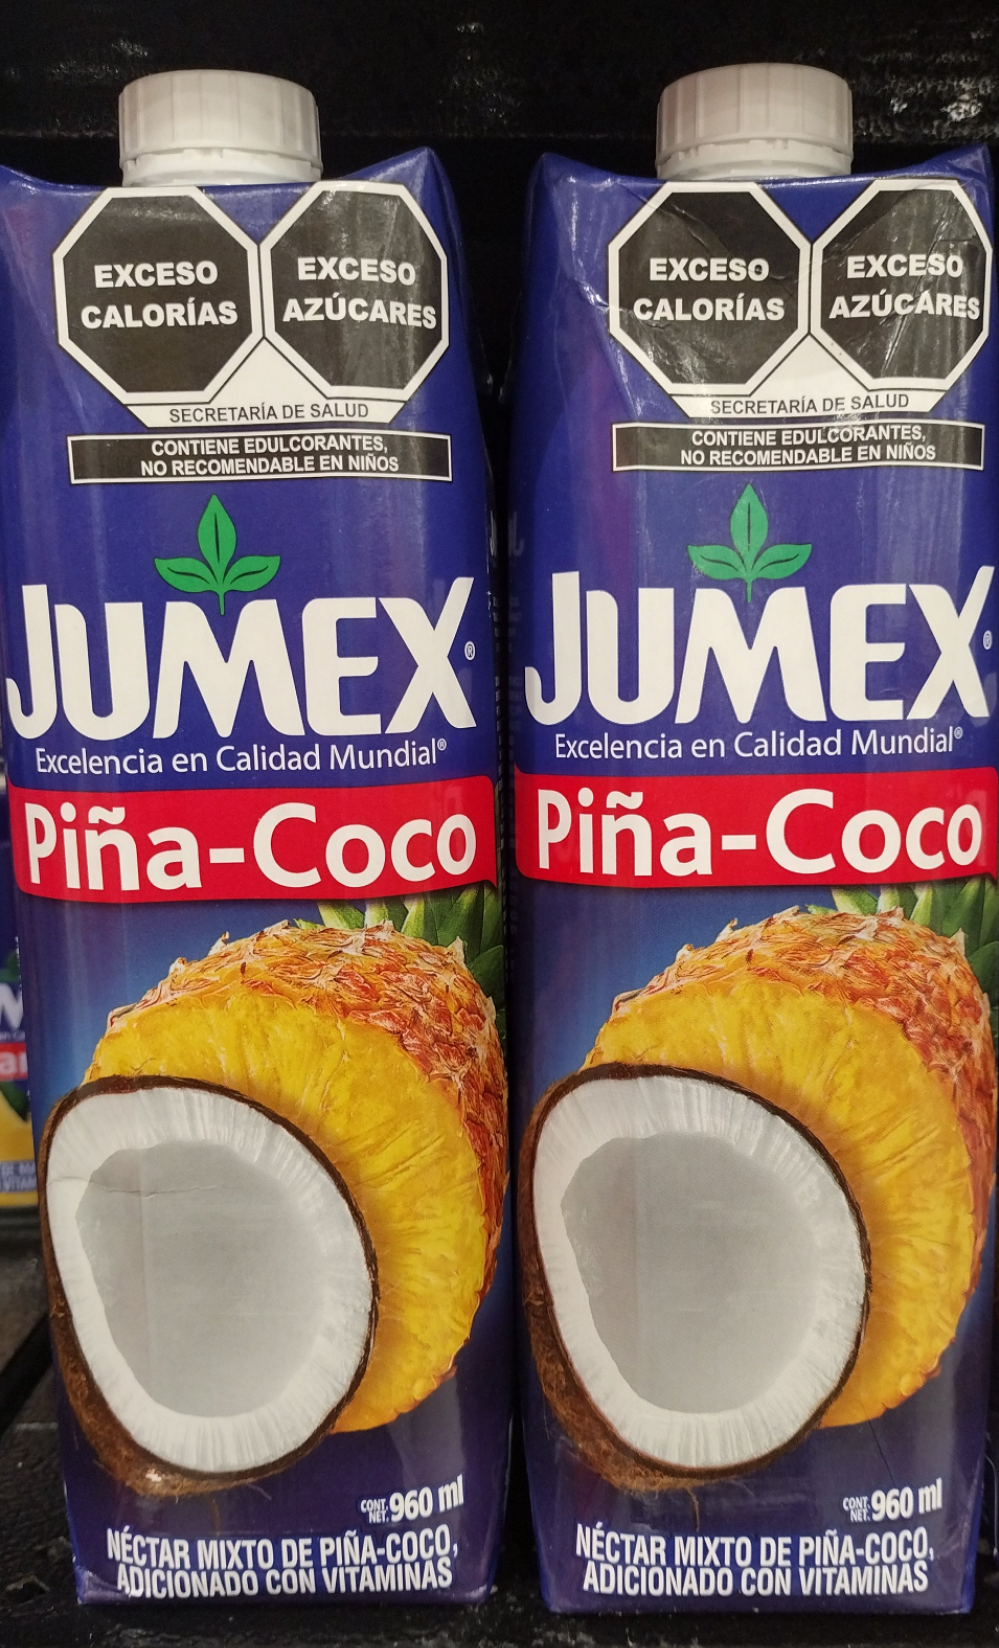 EXCESO
CALORÍAS
EXCESO
AZÚCARES
SECRETARÍA DE SALUD
CONTIENE EDULCORANTES,
NO RECOMENDABLE EN NIÑOS
JUMEX®
Excelencia en Calidad Mundial®
Piña-Coco
CONT. NET. 960 ml
NÉCTAR MIXTO DE PIÑA-COCO,
ADICIONADO CON VITAMINAS
EXCESO
CALORÍAS
EXCESO
AZÚCARES
SECRETARÍA DE SALUD
CONTIENE EDULCORANTES,
NO RECOMENDABLE EN NIÑOS
JUMEX®
Excelencia en Calidad Mundial®
Piña-Coco
CONT. NET. 960 ml
NÉCTAR MIXTO DE PIÑA-COCO,
ADICIONADO CON VITAMINAS